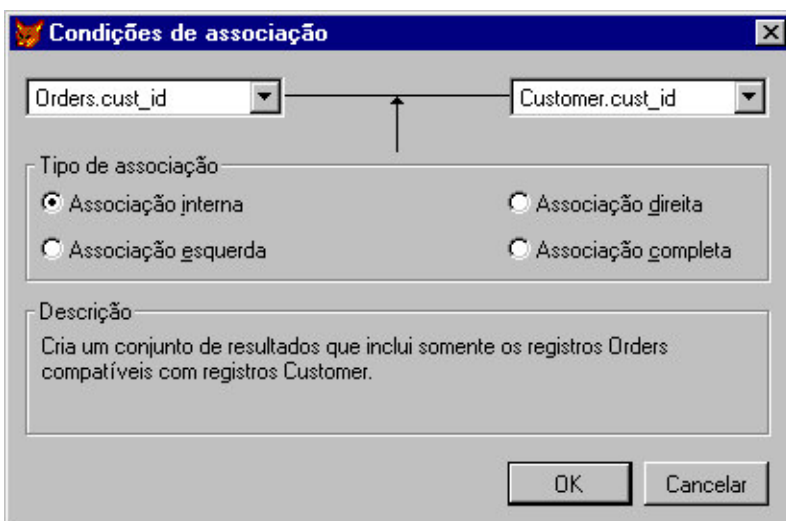 Condições de associação
Orders.cust_id
Customer.cust_id
Tipo de associação
Associação interna
Associação direita
Associação esquerda
Associação completa
Descrição
Cria um conjunto de resultados que inclui somente os registros Orders
compatíveis com registros Customer.
OK
Cancelar